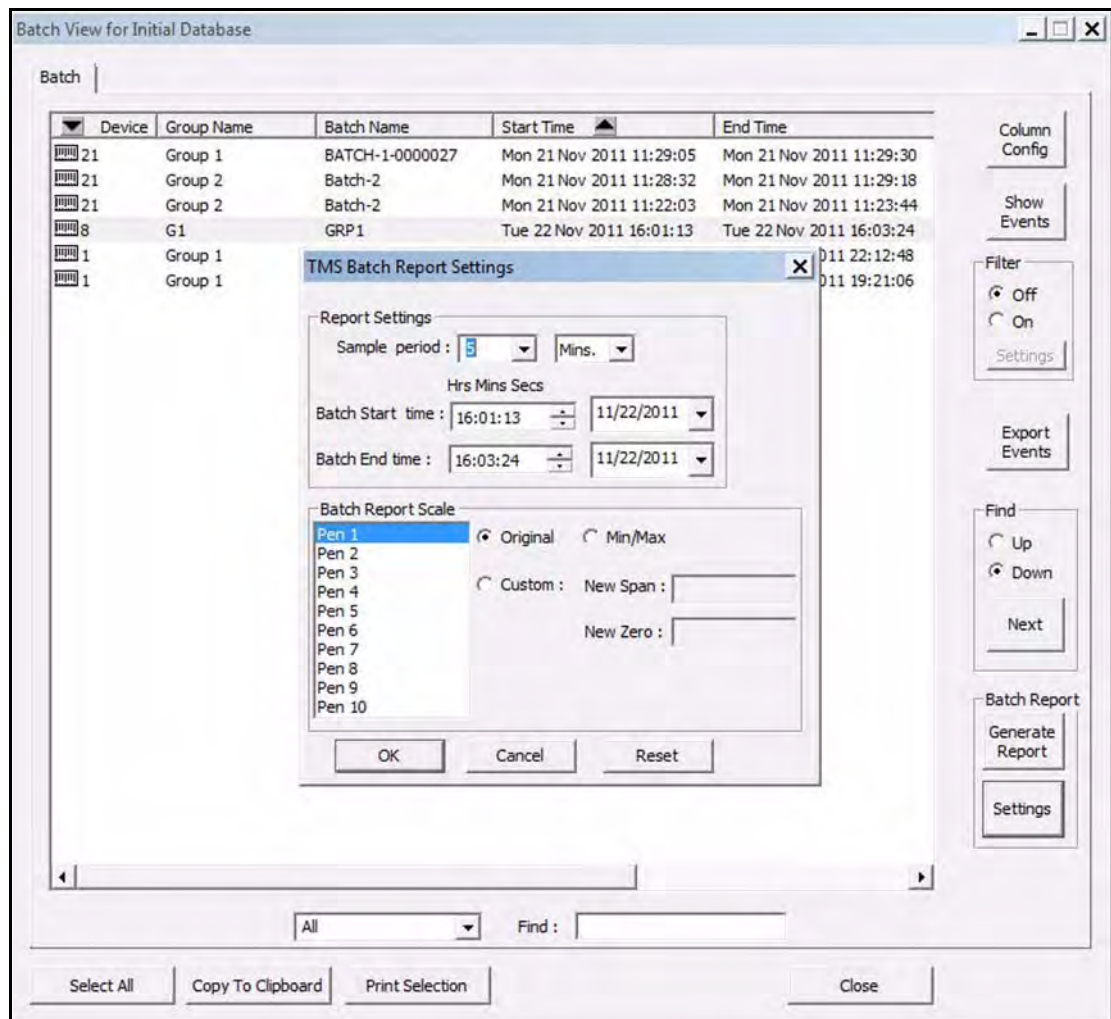 Batch View for Initial Database
Batch
Device Group Name Batch Name Start Time End Time
21 Group 1 BATCH-1-0000027 Mon 21 Nov 2011 11:29:05 Mon 21 Nov 2011 11:29:30
21 Group 2 Batch-2 Mon 21 Nov 2011 11:28:32 Mon 21 Nov 2011 11:29:18
21 Group 2 Batch-2 Mon 21 Nov 2011 11:22:03 Mon 21 Nov 2011 11:23:44
8 G1 GRP1 Tue 22 Nov 2011 16:01:13 Tue 22 Nov 2011 16:03:24
1 Group 1 22:12:48
1 Group 1 19:21:06
TMS Batch Report Settings
Report Settings
Sample period : 5 Mins.
Hrs Mins Secs
Batch Start time : 16:01:13 11/22/2011
Batch End time : 16:03:24 11/22/2011
Batch Report Scale
Pen 1
Pen 2
Pen 3
Pen 4
Pen 5
Pen 6
Pen 7
Pen 8
Pen 9
Pen 10
Original Min/Max
Custom : New Span :
New Zero :
OK Cancel Reset
Column
Config
Show
Events
Filter
Off
On
Settings
Export
Events
Find
Up
Down
Next
Batch Report
Generate
Report
Settings
All Find :
Select All Copy To Clipboard Print Selection Close